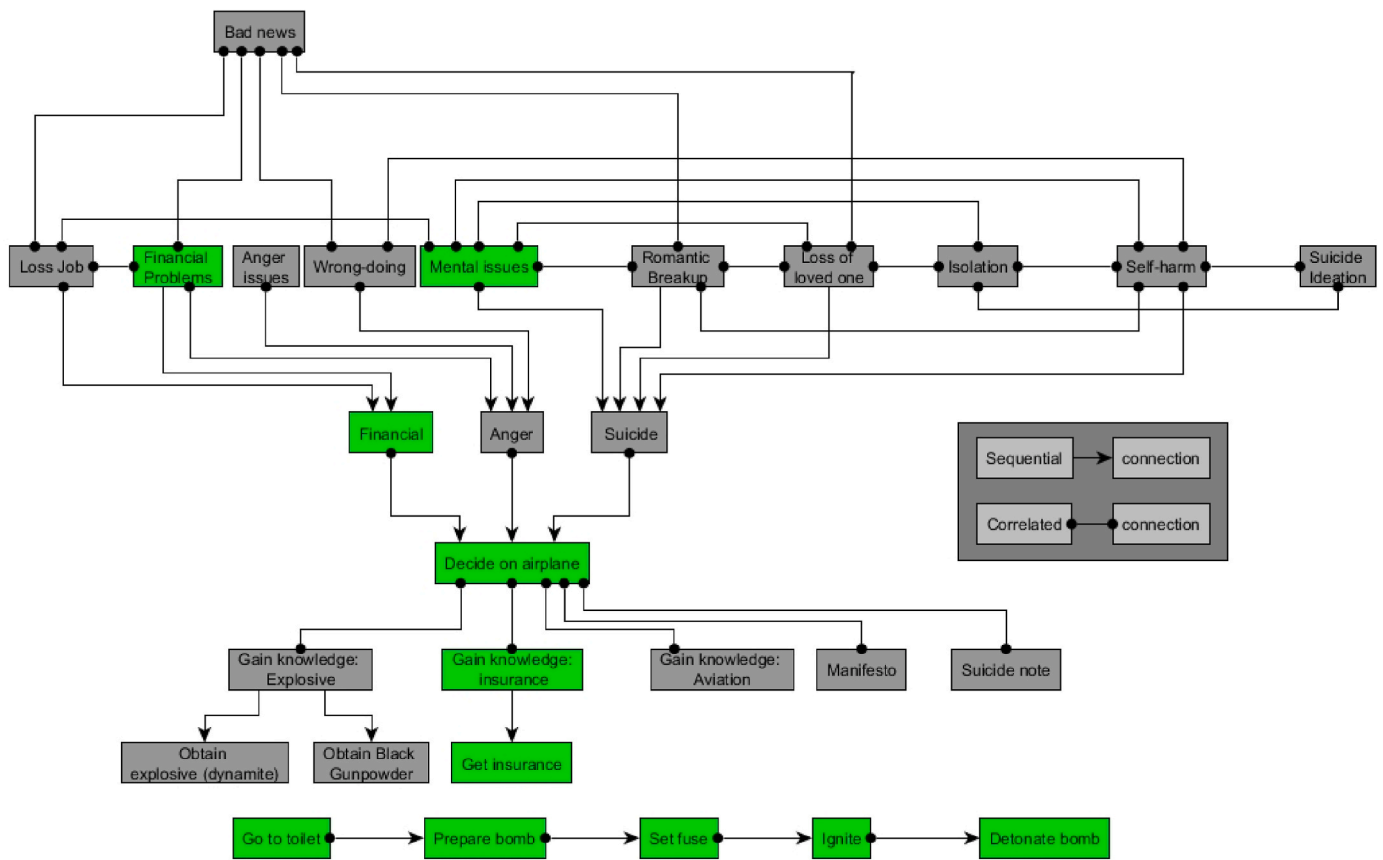 Bad news
Loss Job
Financial
Problems
Anger
issues
Wrong-doing
Mental issues
Romantic
Breakup
Loss of
loved one
Isolation
Self-harm
Suicide
Ideation
Financial
Anger
Suicide
Sequential
connection
Correlated
connection
Decide on airplane
Gain knowledge:
Explosive
Gain knowledge:
insurance
Gain knowledge:
Aviation
Manifesto
Suicide note
Obtain
explosive (dynamite)
Obtain Black
Gunpowder
Get insurance
Go to toilet
Prepare bomb
Set fuse
Ignite
Detonate bomb